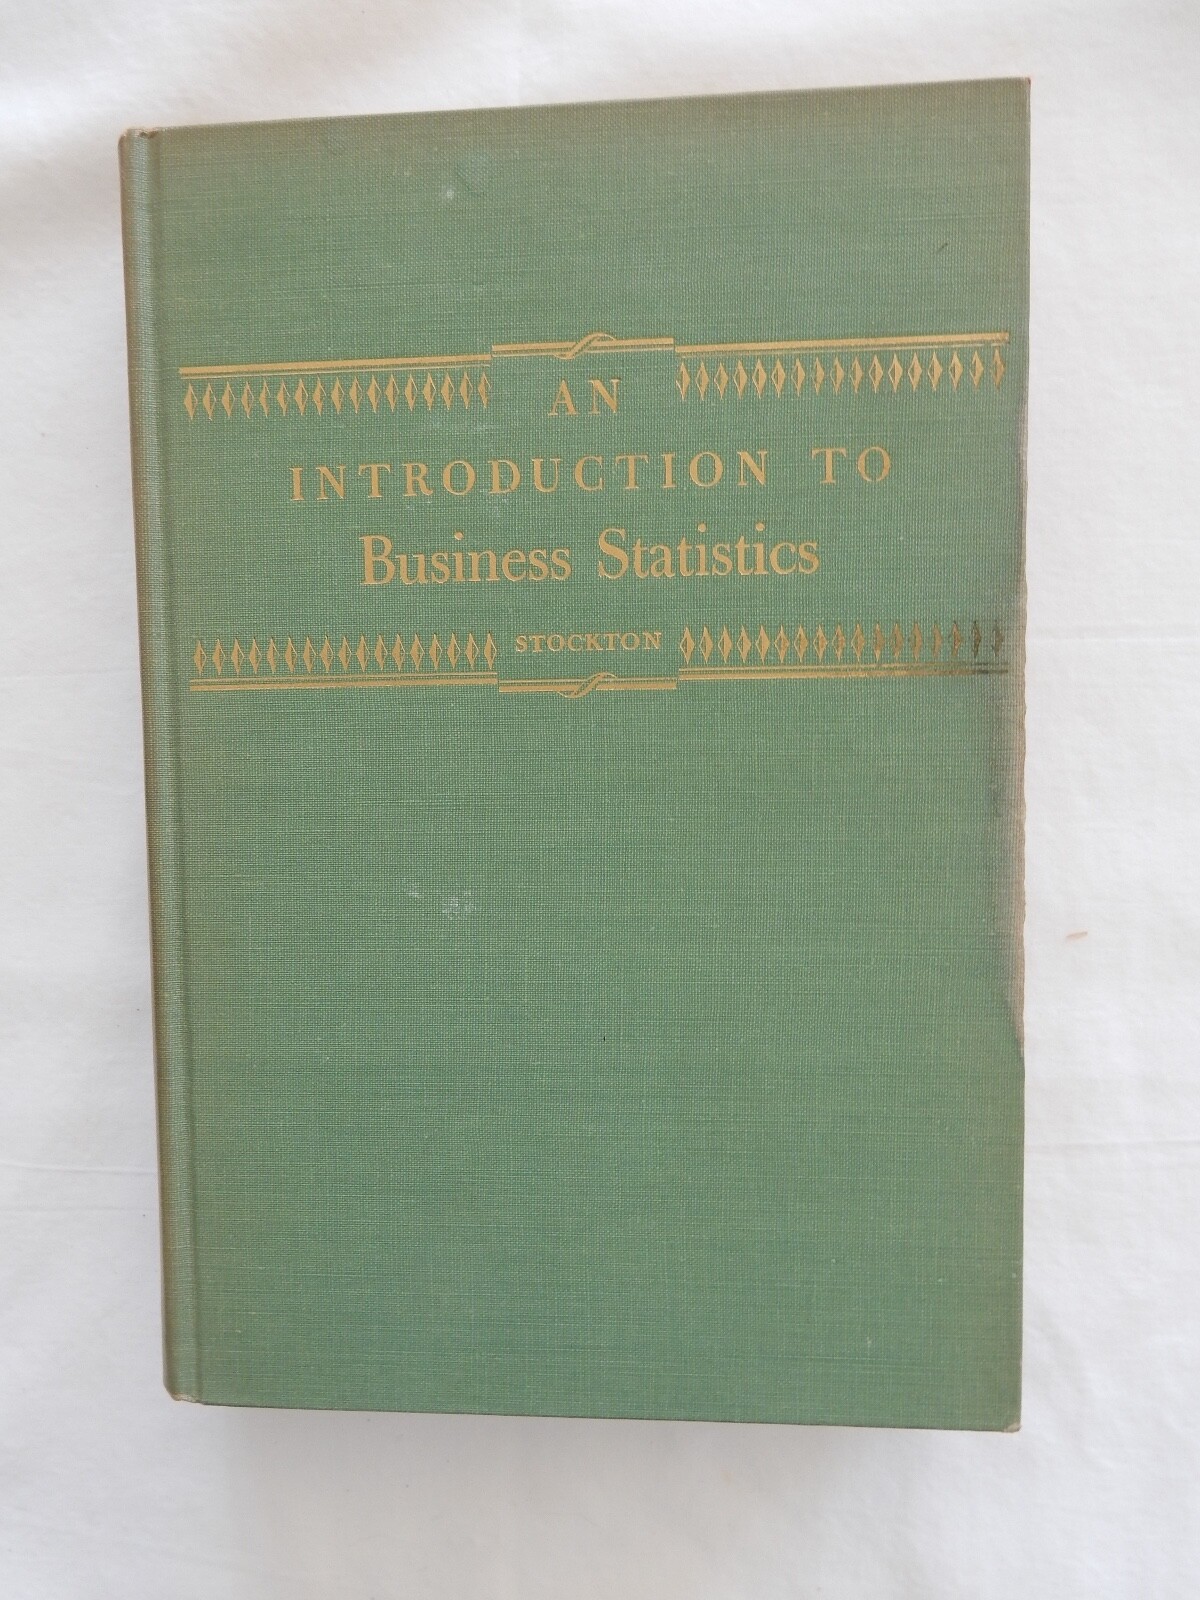 AN
INTRODUCTION TO
Business Statistics
STOCKTON